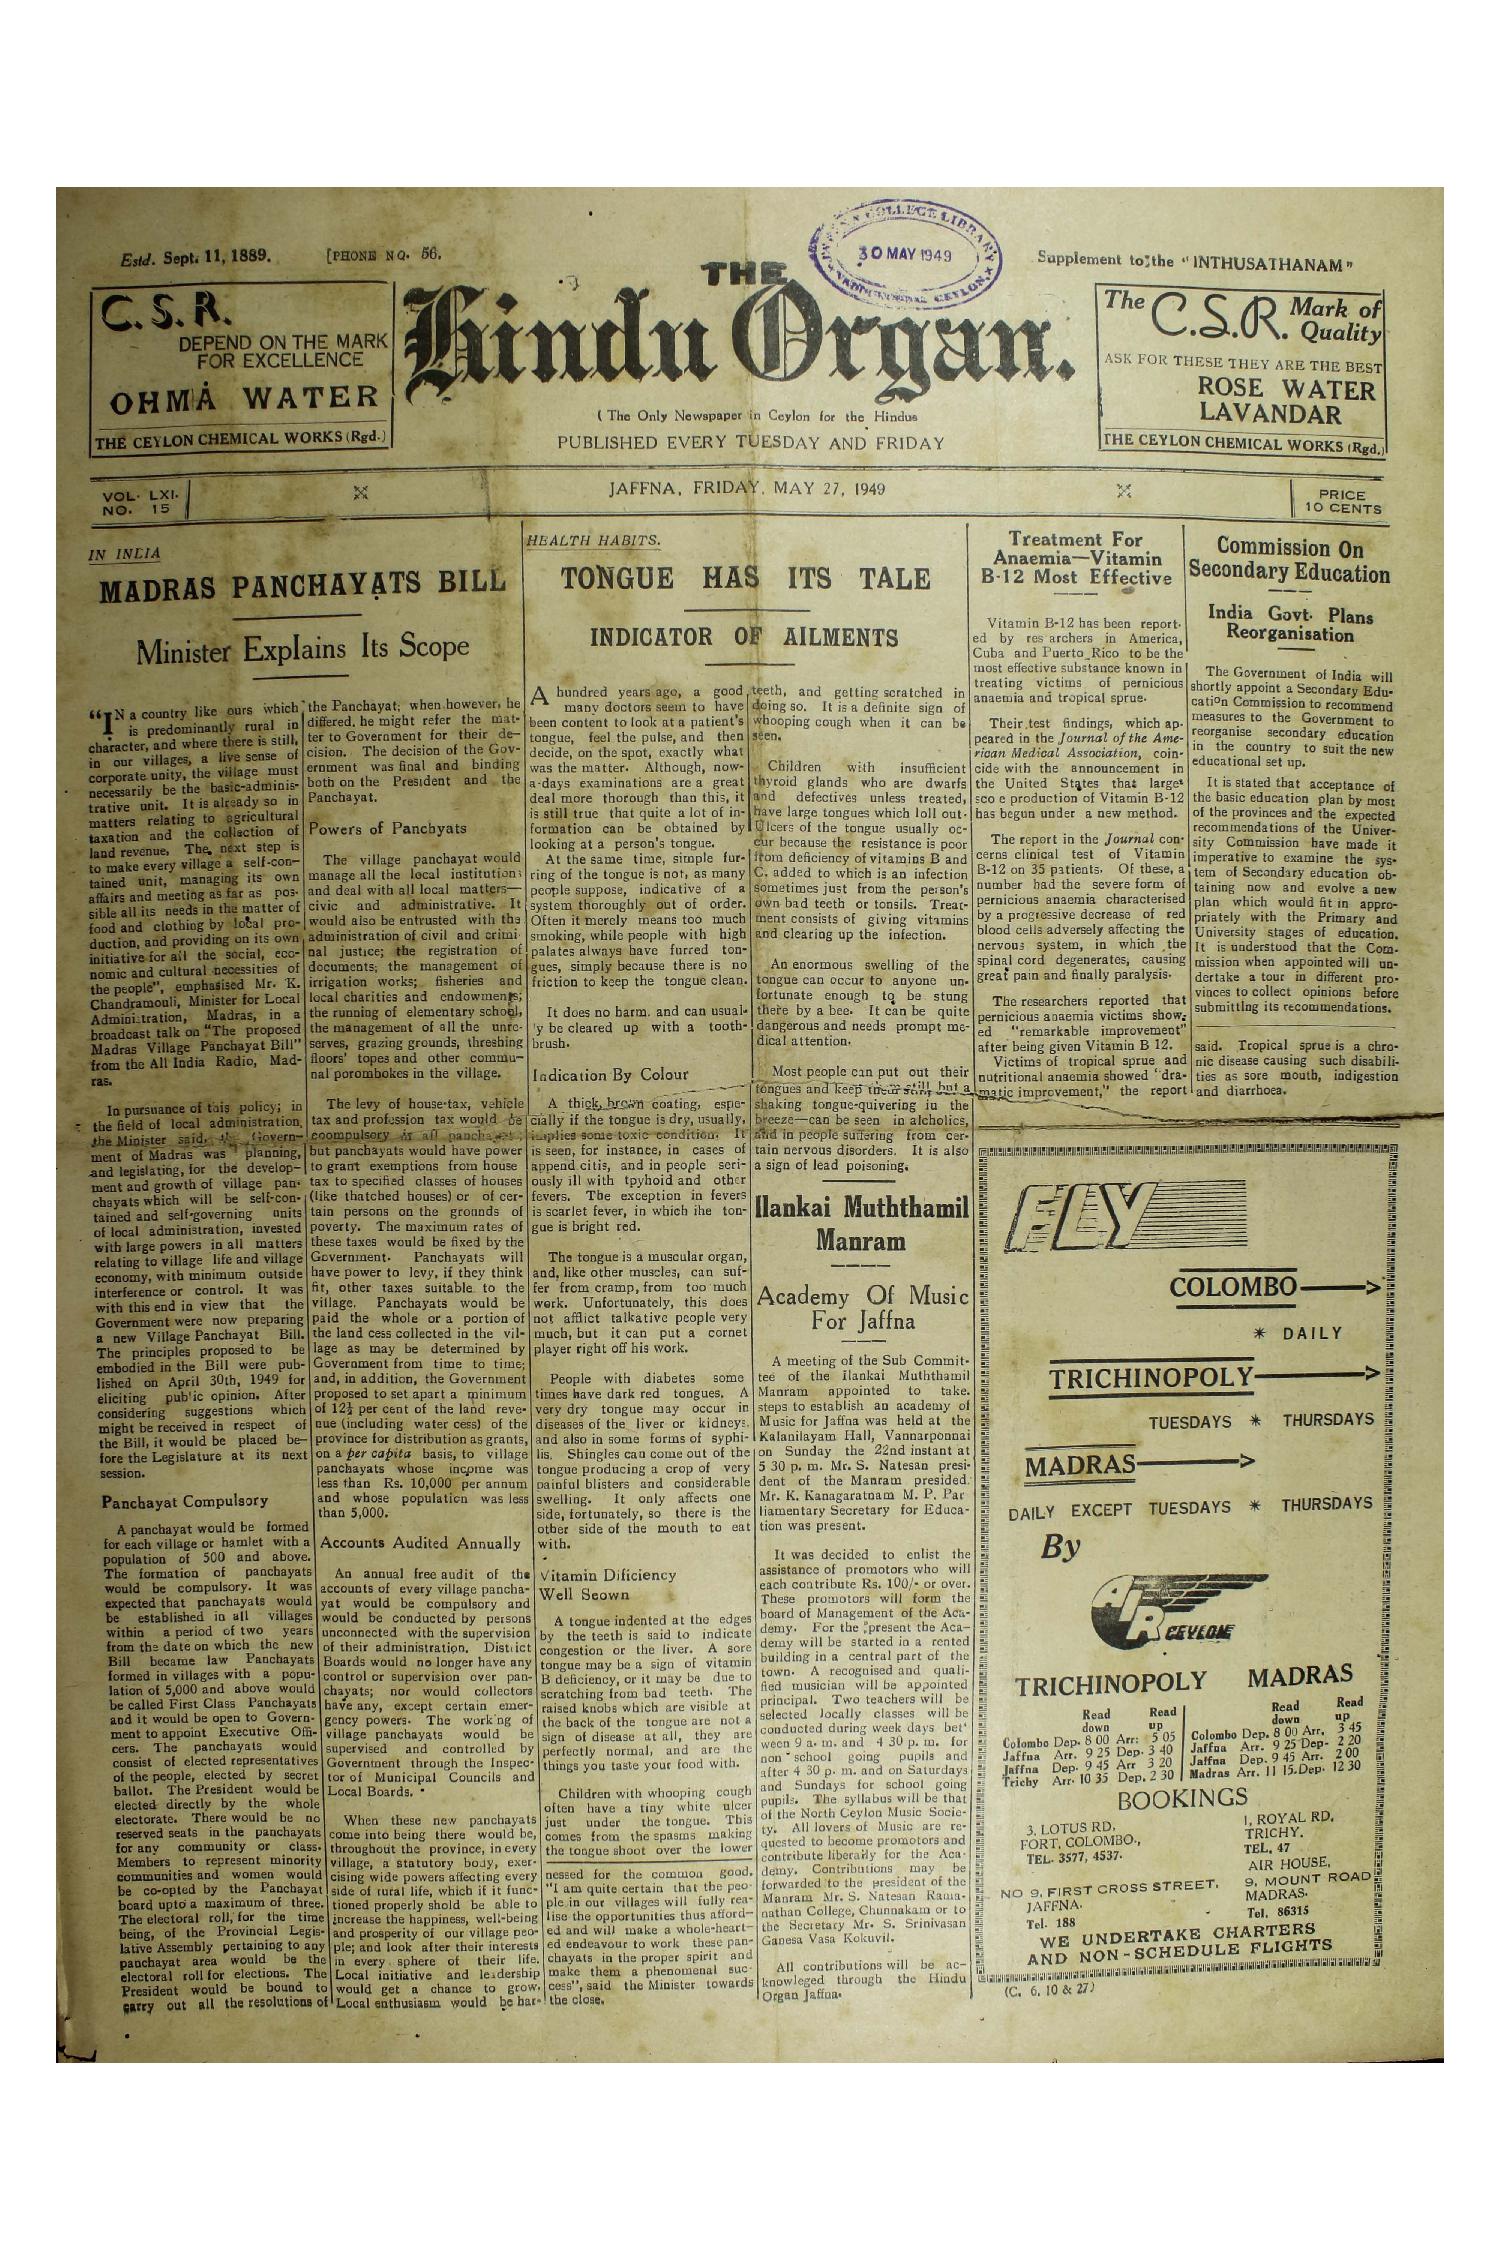 Estd. Sept. 11, 1889.
[PHONE NO. 56.
30 MAY 1949
Supplement to the "INTHUSATHANAM"
C.S.R.
DEPEND ON THE MARK
FOR EXCELLENCE
OHMA WATER
THE CEYLON CHEMICAL WORKS (Rgd.)
THE
Hindu Organ.
( The Only Newspaper in Ceylon for the Hindus
PUBLISHED EVERY TUESDAY AND FRIDAY
The C.S.R. Mark of
Quality
ASK FOR THESE THEY ARE THE BEST
ROSE WATER
LAVANDAR
THE CEYLON CHEMICAL WORKS (Rgd.)
VOL. LXI.
NO. 15
JAFFNA, FRIDAY, MAY 27, 1949
PRICE
10 CENTS
IN INDIA
MADRAS PANCHAYATS BILL
Minister Explains Its Scope
"IN a country like ours which
is predominantly rural in
character, and where there is still,
in our villages, a live sense of
corporate unity, the village must
necessarily be the basic-adminis-
trative unit. It is already so in
matters relating to agricultural
taxation and the collection of
land revenue. The next step is
to make every village a self-con-
tained unit, managing its own
affairs and meeting as far as pos-
sible all its needs in the matter of
food and clothing by local pro-
duction, and providing on its own
initiative for all the social, eco-
nomic and cultural necessities of
the people", emphasised Mr. K.
Chandramouli, Minister for Local
Administration, Madras, in a
broadcast talk on "The proposed
Madras Village Panchayat Bill"
from the All India Radio, Mad-
ras.
In pursuance of this policy; in
the field of local administration,
the Minister said, the Govern-
ment of Madras was planning,
and legislating, for the develop-
ment and growth of village pan-
chayats which will be self-con-
tained and self-governing units
of local administration, invested
with large powers in all matters
relating to village life and village
economy, with minimum outside
interference or control. It was
with this end in view that the
Government were now preparing
a new Village Panchayat Bill.
The principles proposed to be
embodied in the Bill were pub-
lished on April 30th, 1949 for
eliciting public opinion. After
considering suggestions which
might be received in respect of
the Bill, it would be placed be-
fore the Legislature at its next
session.
Panchayat Compulsory
A panchayat would be formed
for each village or hamlet with a
population of 500 and above.
The formation of panchayats
would be compulsory. It was
expected that panchayats would
be established in all villages
within a period of two years
from the date on which the new
Bill became law Panchayats
formed in villages with a popu-
lation of 5,000 and above would
be called First Class Panchayats
and it would be open to Govern-
ment to appoint Executive Offi-
cers. The panchayats would
consist of elected representatives
of the people, elected by secret
ballot. The President would be
elected directly by the whole
electorate. There would be no
reserved seats in the panchayats
for any community or class.
Members to represent minority
communities and women would
be co-opted by the Panchayat
board upto a maximum of three.
The electoral roll, for the time
being, of the Provincial Legis-
lative Assembly pertaining to any
panchayat area would be the
electoral roll for elections. The
President would be bound to
carry out all the resolutions of
the Panchayat; when, however, he
differed, he might refer the mat-
ter to Government for their de-
cision. The decision of the Gov-
ernment was final and binding
both on the President and the
Panchayat.
Powers of Panchyats
The village panchayat would
manage all the local institutions
and deal with all local matters—
civic and administrative. It
would also be entrusted with the
administration of civil and crimi-
nal justice; the registration of
documents; the management of
irrigation works; fisheries and
local charities and endowments;
the running of elementary school,
the management of all the unre-
serves, grazing grounds, threshing
floors' topes and other commu-
nal porombokes in the village.
The levy of house-tax, vehicle
tax and profession tax would be
coompulsory in all panchayats
but panchayats would have power
to grant exemptions from house
tax to specified classes of houses
(like thatched houses) or of cer-
tain persons on the grounds of
poverty. The maximum rates of
these taxes would be fixed by the
Government. Panchayats will
have power to levy, if they think
fit, other taxes suitable to the
village. Panchayats would be
paid the whole or a portion of
the land cess collected in the vil-
lage as may be determined by
Government from time to time;
and, in addition, the Government
proposed to set apart a minimum
of 12½ per cent of the land reve-
nue (including water cess) of the
province for distribution as grants,
on a per capita basis, to village
panchayats whose income was
less than Rs. 10,000 per annum
and whose population was less
than 5,000.
Accounts Audited Annually
An annual free audit of the
accounts of every village pancha-
yat would be compulsory and
would be conducted by persons
unconnected with the supervision
of their administration. District
Boards would no longer have any
control or supervision over pan-
chayats; nor would collectors
have any, except certain emer-
gency powers. The working of
village panchayats would be
supervised and controlled by
Government through the Inspec-
tor of Municipal Councils and
Local Boards.
When these new panchayats
come into being there would be,
throughout the province, in every
village, a statutory body, exer-
cising wide powers affecting every
side of rural life, which if it func-
tioned properly shold be able to
increase the happiness, well-being
and prosperity of our village peo-
ple; and look after their interests
in every sphere of their life.
Local initiative and leadership
would get a chance to grow.
Local enthusiasm would be har-
nessed for the common good.
"I am quite certain that the peo-
ple in our villages will fully rea-
lise the opportunities thus afford-
ed and will make a whole-heart-
ed endeavour to work these pan-
chayats in the proper spirit and
make them a phenomenal suc-
cess", said the Minister towards
the close.
HEALTH HABITS.
TONGUE HAS ITS TALE
INDICATOR OF AILMENTS
A hundred years ago, a good
many doctors seem to have
been content to look at a patient's
tongue, feel the pulse, and then
decide, on the spot, exactly what
was the matter. Although, now-
a-days examinations are a great
deal more thorough than this, it
is still true that quite a lot of in-
formation can be obtained by
looking at a person's tongue.
At the same time, simple fur-
ring of the tongue is not, as many
people suppose, indicative of a
system thoroughly out of order.
Often it merely means too much
smoking, while people with high
palates always have furred ton-
gues, simply because there is no
friction to keep the tongue clean.
It does no harm. and can usual-
'y be cleared up with a tooth-
brush.
Indication By Colour
A thick, brown coating, espe-
cially if the tongue is dry, usually,
implies some toxic condition. It
is seen, for instance, in cases of
append citis, and in people seri-
ously ill with tpyhoid and other
fevers. The exception in fevers
is scarlet fever, in which ihe ton-
gue is bright red.
The tongue is a muscular organ,
and, like other muscles, can suf-
fer from cramp, from too much
work. Unfortunately, this does
not afflict talkative people very
much, but it can put a cornet
player right off his work.
People with diabetes some
times have dark red tongues. A
very dry tongue may occur in
diseases of the liver or kidneys.
and also in some forms of syphi-
lis. Shingles can come out of the
tongue producing a crop of very
painful blisters and considerable
swelling. It only affects one
side, fortunately, so there is the
other side of the mouth to eat
with.
Vitamin Dificiency
Well Seown
A tongue indented at the edges
by the teeth is said to indicate
congestion or the liver. A sore
tongue may be a sign of vitamin
B deficiency, or it may be due to
scratching from bad teeth. The
raised knobs which are visible at
the back of the tongue are not a
sign of disease at all, they are
perfectly normal, and are the
things you taste your food with.
Children with whooping cough
often have a tiny white ulcer
just under the tongue. This
comes from the spasms making
the tongue shoot over the lower
teeth, and getting scratched in
doing so. It is a definite sign of
whooping cough when it can be
seen.
Children with insufficient
thyroid glands who are dwarfs
and defectives unless treated,
have large tongues which loll out.
Ulcers of the tongue usually oc-
cur because the resistance is poor
from deficiency of vitamins B and
C. added to which is an infection
sometimes just from the person's
own bad teeth or tonsils. Treat-
ment consists of giving vitamins
and clearing up the infection.
An enormous swelling of the
tongue can occur to anyone un-
fortunate enough to be stung
there by a bee. It can be quite
dangerous and needs prompt me-
dical attention.
Most people can put out their
tongues and keep them still, but a
shaking tongue-quivering in the
breeze—can be seen in alcholics,
and in people suffering from cer-
tain nervous disorders. It is also
a sign of lead poisoning.
Ilankai Muththamil
Manram
Academy Of Music
For Jaffna
A meeting of the Sub Commit-
tee of the Ilankai Muththamil
Manram appointed to take.
steps to establish an academy of
Music for Jaffna was held at the
Kalanilayam Hall, Vannarponnai
on Sunday the 22nd instant at
5 30 p. m. Mr. S. Natesan presi-
dent of the Manram presided.
Mr. K. Kanagaratnam M. P. Par
liamentary Secretary for Educa-
tion was present.
It was decided to enlist the
assistance of promotors who will
each contribute Rs. 100/- or over.
These promotors will form the
board of Management of the Aca-
demy. For the present the Aca-
demy will be started in a rented
building in a central part of the
town. A recognised and quali-
fied musician will be appointed
principal. Two teachers will be
selected locally classes will be
conducted during week days bet'
ween 9 a. m. and 4 30 p. m. for
non school going pupils and
after 4 30 p. m. and on Saturdays
and Sundays for school going
pupils. The syllabus will be that
of the North Ceylon Music Socie-
ty. All lovers of Music are re-
quested to become promotors and
contribute liberally for the Aca-
demy. Contributions may be
forwarded to the president of the
Manram Mr. S. Natesan Rama-
nathan College, Chunnakam or to
the Secretary Mr. S. Srinivasan
Ganesa Vasa Kokuvil.
All contributions will be ac-
knowleged through the Hindu
Organ Jaffna.
Treatment For
Anaemia—Vitamin
B-12 Most Effective
Vitamin B-12 has been report-
ed by res archers in America,
Cuba and Puerto Rico to be the
most effective substance known in
treating victims of pernicious
anaemia and tropical sprue.
Their test findings, which ap-
peared in the Journal of the Ame-
rican Medical Association, coin-
cide with the announcement in
the United States that large
sco e production of Vitamin B-12
has begun under a new method.
The report in the Journal con-
cerns clinical test of Vitamin
B-12 on 35 patients. Of these, a
number had the severe form of
pernicious anaemia characterised
by a progressive decrease of red
blood cells adversely affecting the
nervous system, in which the
spinal cord degenerates, causing
great pain and finally paralysis.
The researchers reported that
pernicious anaemia victims show-
ed "remarkable improvement"
after being given Vitamin B 12.
Victims of tropical sprue and
nutritional anaemia showed "dra-
matic improvement," the report
said. Tropical sprue is a chro-
nic disease causing such disabili-
ties as sore mouth, indigestion
and diarrhoea.
Commission On
Secondary Education
India Govt. Plans
Reorganisation
The Government of India will
shortly appoint a Secondary Edu-
cation Commission to recommend
measures to the Government to
reorganise secondary education
in the country to suit the new
educational set up.
It is stated that acceptance of
the basic education plan by most
of the provinces and the expected
recommendations of the Univer-
sity Commission have made it
imperative to examine the sys-
tem of Secondary education ob-
taining now and evolve a new
plan which would fit in appro-
priately with the Primary and
University stages of education.
It is understood that the Com-
mission when appointed will un-
dertake a tour in different pro-
vinces to collect opinions before
submitting its recommendations.
FLY
COLOMBO
* DAILY
TRICHINOPOLY
TUESDAYS * THURSDAYS
MADRAS
DAILY EXCEPT TUESDAYS * THURSDAYS
By
AIR CEYLON
TRICHINOPOLY
Read down Read up
Colombo Dep. 8 00 Arr: 5 05
Jaffna Arr. 9 25 Dep. 3 40
Jaffna Dep. 9 45 Arr 3 20
Trichy Arr. 10 35 Dep. 2 30
MADRAS
Read down Read up
Colombo Dep. 8 00 Arr. 3 45
Jaffna Arr. 9 25 Dep. 2 20
Jaffna Dep. 9 45 Arr. 2 00
Madras Arr. 11 15 Dep. 12 30
BOOKINGS
3, LOTUS RD,
FORT, COLOMBO.,
TEL. 3577, 4537.
1, ROYAL RD,
TRICHY.
TEL. 47
NO 9, FIRST CROSS STREET,
JAFFNA.
Tel. 188
AIR HOUSE,
9, MOUNT ROAD
MADRAS.
Tel. 86315
WE UNDERTAKE CHARTERS
AND NON-SCHEDULE FLIGHTS
(C. 6, 10 & 27)